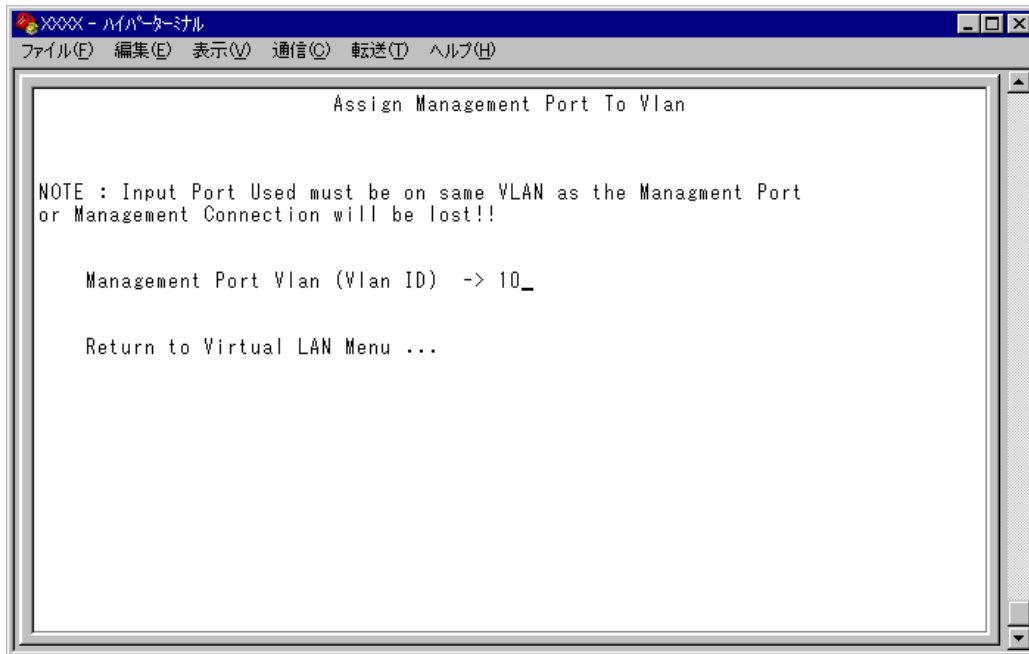 XXXX - ハイパーターミナル
ファイル(F) 編集(E) 表示(V) 通信(C) 転送(T) ヘルプ(H)
Assign Management Port To Vlan
NOTE : Input Port Used must be on same VLAN as the Managment Port
or Management Connection will be lost!!
Management Port Vlan (Vlan ID) -> 10_
Return to Virtual LAN Menu ...